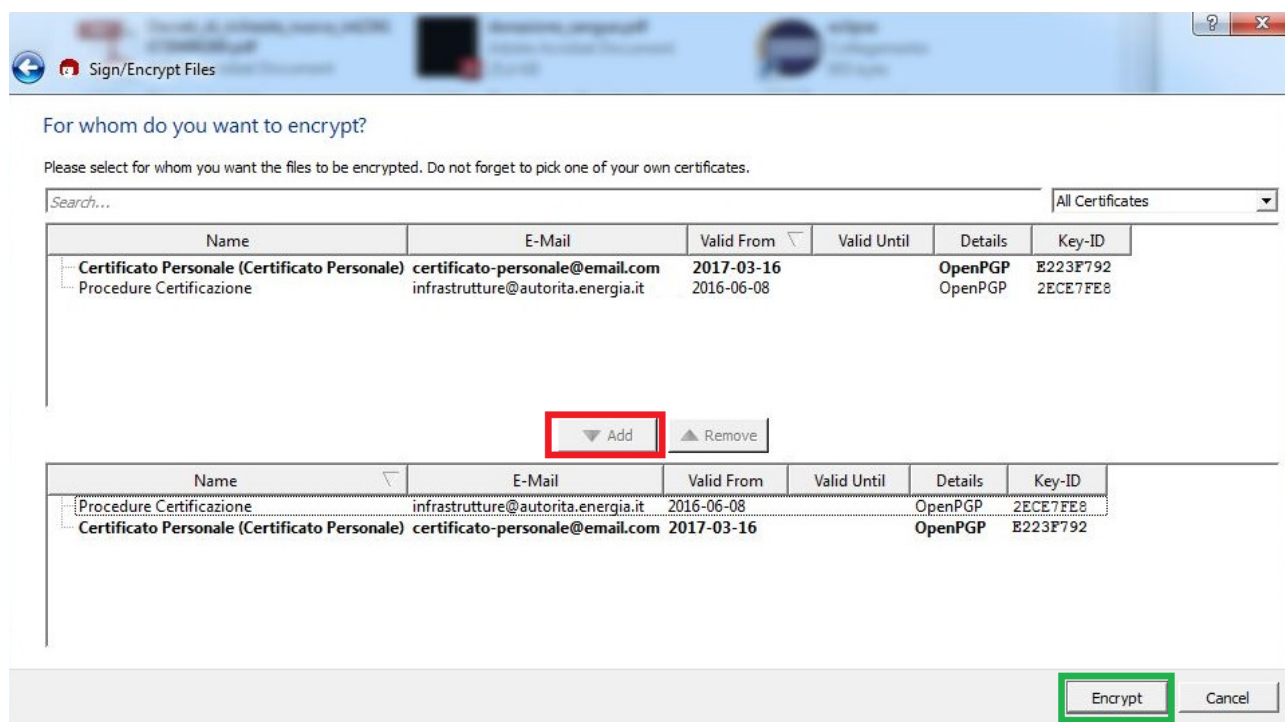 Sign/Encrypt Files
For whom do you want to encrypt?
Please select for whom you want the files to be encrypted. Do not forget to pick one of your own certificates.
Search... All Certificates
Name E-Mail Valid From Valid Until Details Key-ID
Certificato Personale (Certificato Personale) certificato-personale@email.com 2017-03-16 OpenPGP E223F792
Procedure Certificazione infrastrutture@autorita.energia.it 2016-06-08 OpenPGP 2ECE7FE8
Add Remove
Name E-Mail Valid From Valid Until Details Key-ID
Procedure Certificazione infrastrutture@autorita.energia.it 2016-06-08 OpenPGP 2ECE7FE8
Certificato Personale (Certificato Personale) certificato-personale@email.com 2017-03-16 OpenPGP E223F792
Encrypt Cancel